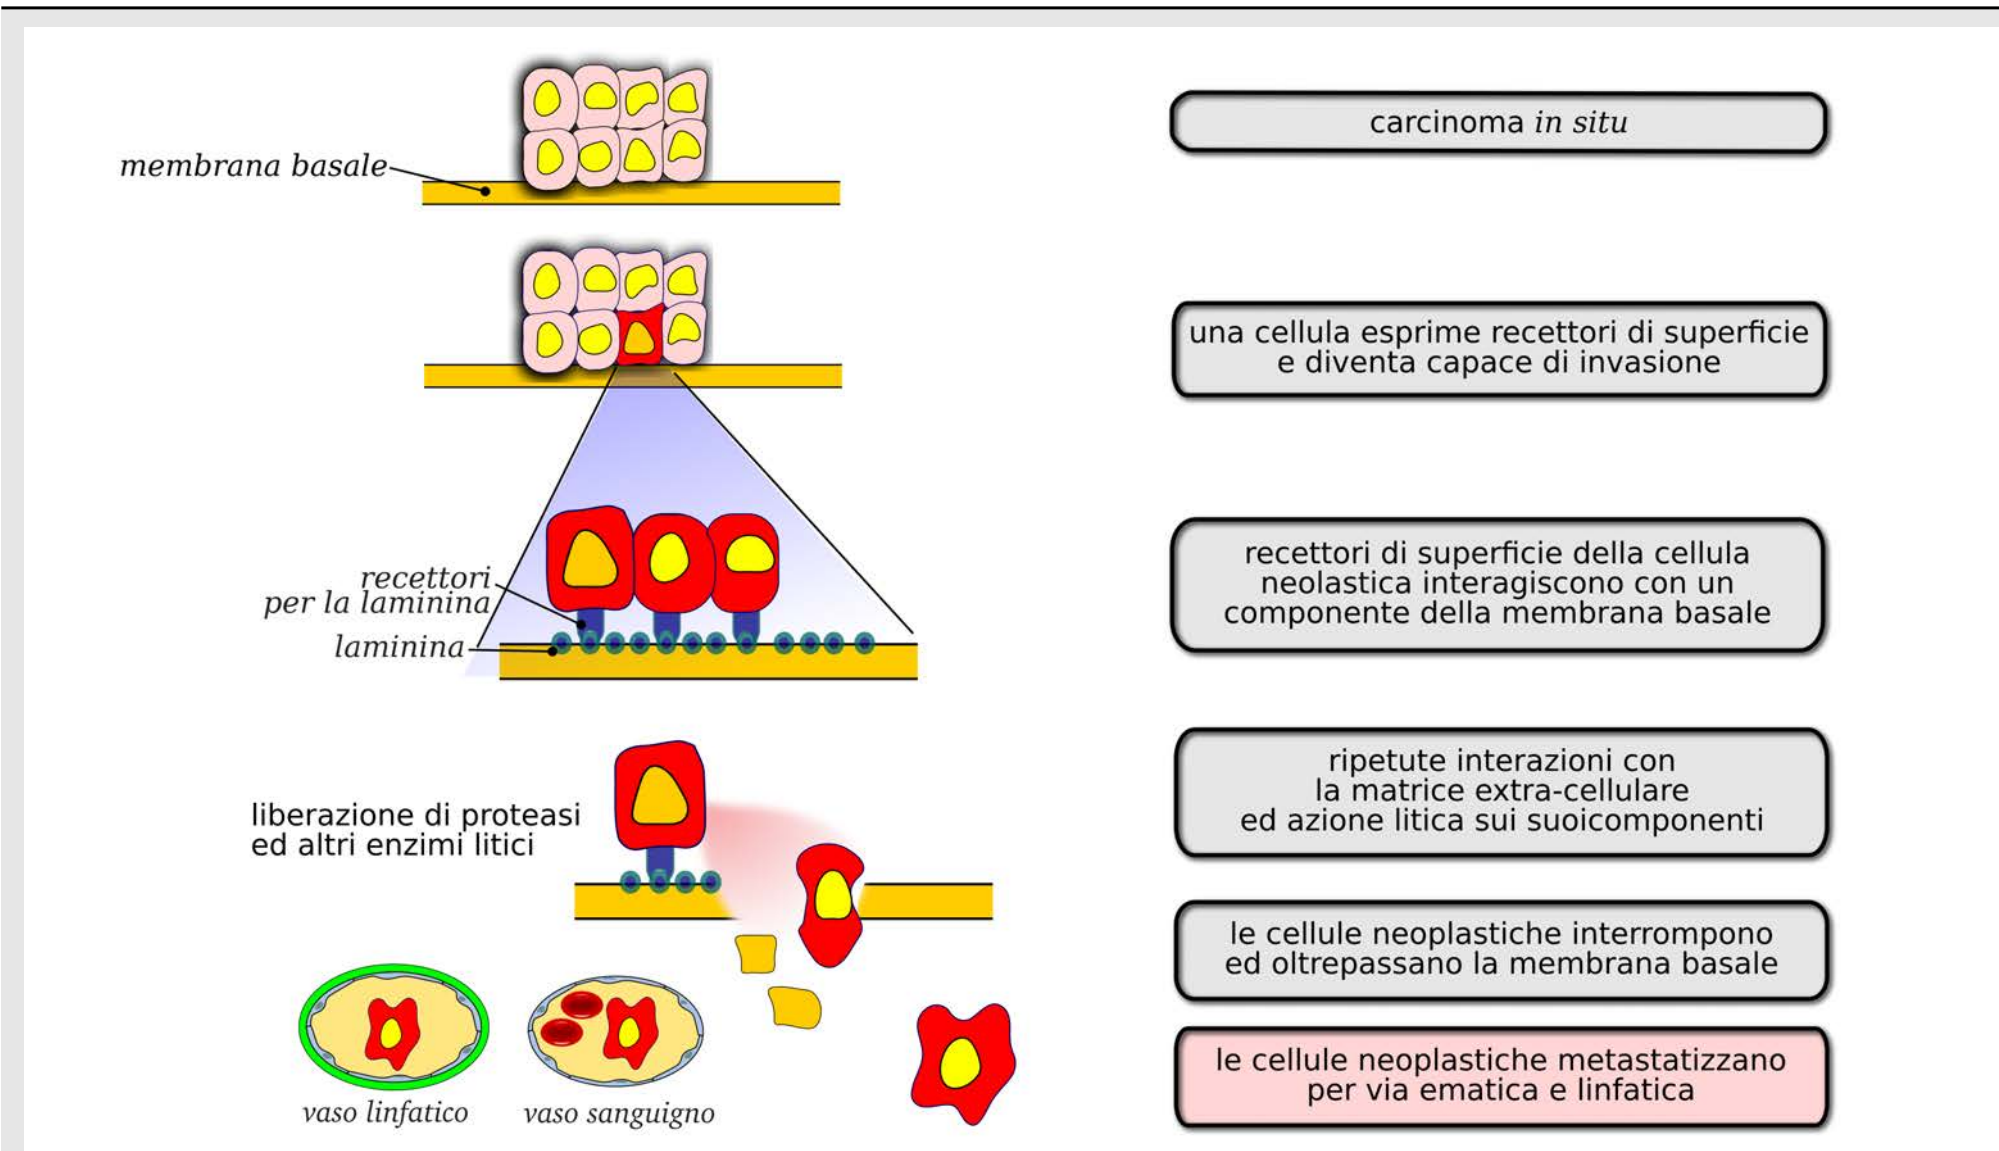 carcinoma in situ
membrana basale
una cellula esprime recettori di superficie
e diventa capace di invasione
recettori di superficie della cellula
neolastica interagiscono con un
componente della membrana basale
recettori
per la laminina
laminina
ripetute interazioni con
la matrice extra-cellulare
ed azione litica sui suoicomponenti
liberazione di proteasi
ed altri enzimi litici
le cellule neoplastiche interrompono
ed oltrepassano la membrana basale
le cellule neoplastiche metastatizzano
per via ematica e linfatica
vaso linfatico
vaso sanguigno